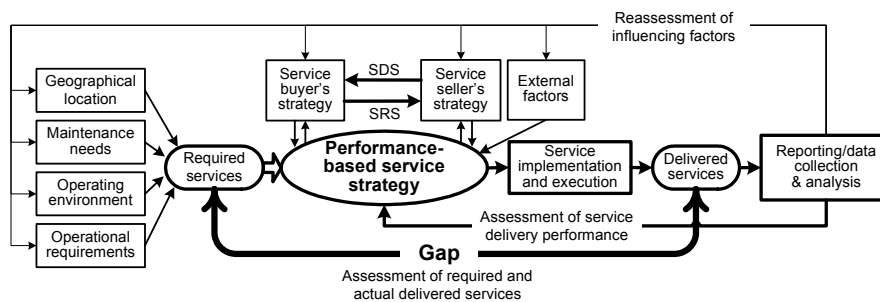 Reassessment of
influencing factors
Geographical
location
Maintenance
needs
Operating
environment
Operational
requirements
Required
services
Service
buyer's
strategy
SDS
SRS
Service
seller's
strategy
External
factors
Performance-
based service
strategy
Service
implementation
and execution
Delivered
services
Reporting/data
collection
& analysis
Assessment of service
delivery performance
Gap
Assessment of required and
actual delivered services